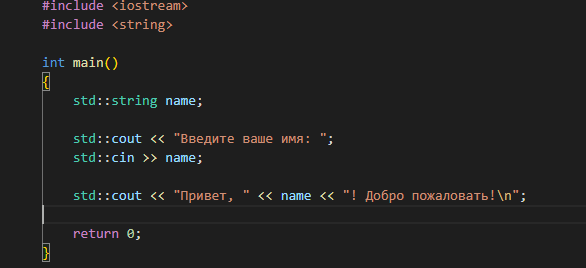 #include <iostream>
#include <string>
int main()
{
std::string name;
std::cout << "Введите ваше имя: ";
std::cin >> name;
std::cout << "Привет, " << name << "! Добро пожаловать!\n";
return 0;
}